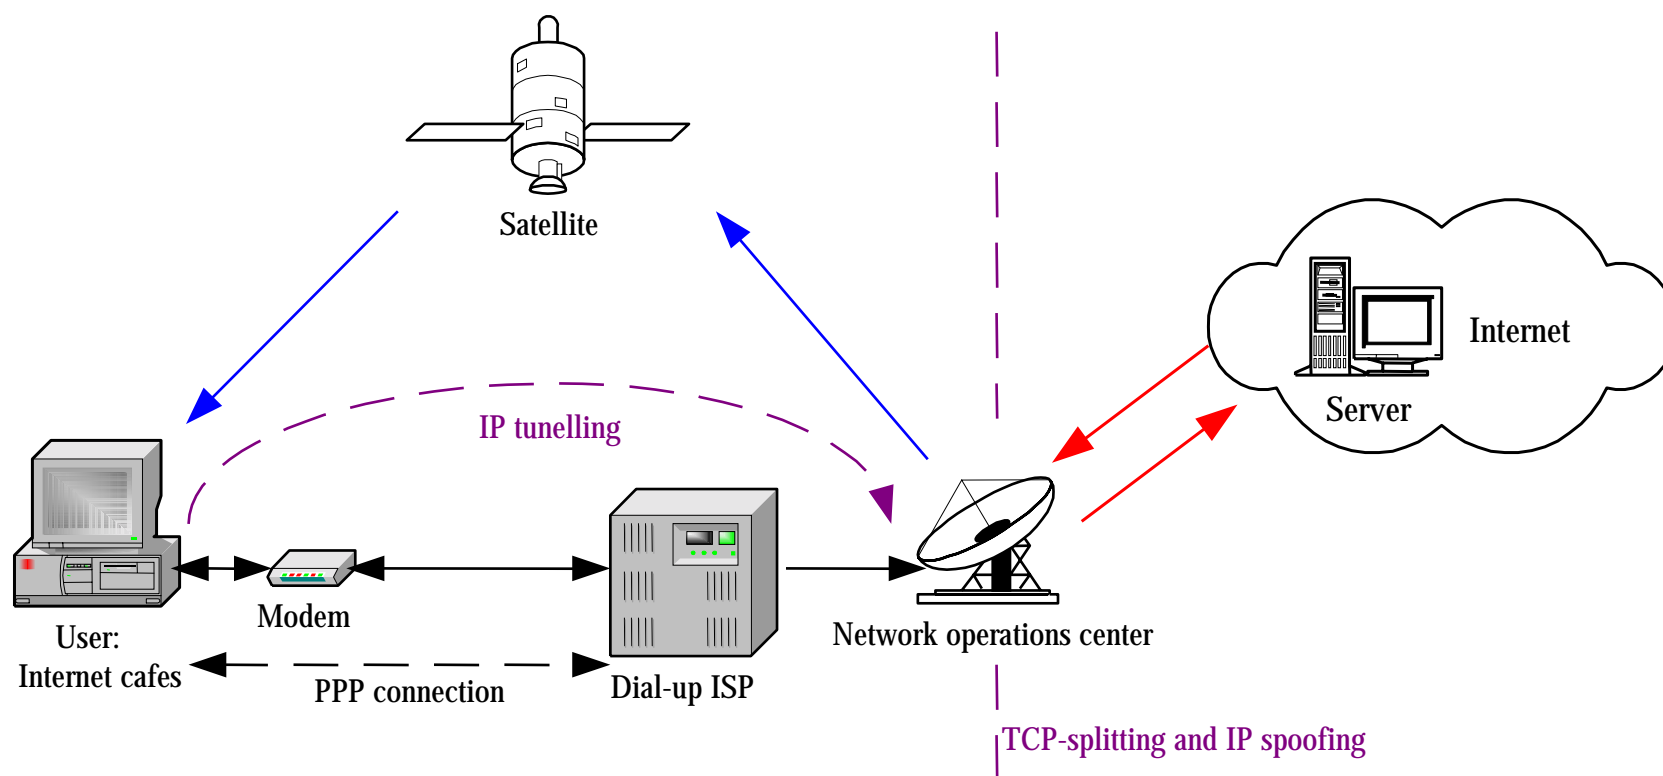 Satellite
Internet
Server
IP tunelling
Modem
User:
Internet cafes
PPP connection
Dial-up ISP
Network operations center
TCP-splitting and IP spoofing